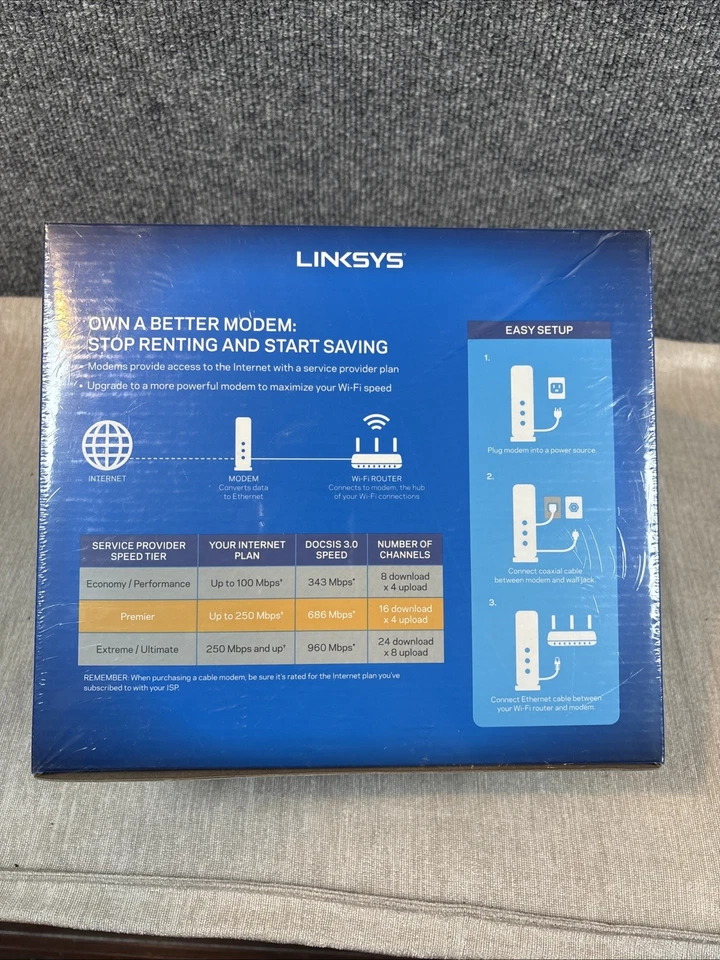 LINKSYS
OWN A BETTER MODEM:
STOP RENTING AND START SAVING
• Modems provide access to the Internet with a service provider plan
• Upgrade to a more powerful modem to maximize your Wi-Fi speed
INTERNET
MODEM
Converts data
to Ethernet
Wi-Fi ROUTER
Connects to modem, the hub
of your Wi-Fi connections
SERVICE PROVIDER
SPEED TIER
YOUR INTERNET
PLAN
DOCSIS 3.0
SPEED
NUMBER OF
CHANNELS
Economy / Performance
Up to 100 Mbps*
343 Mbps*
8 download
x 4 upload
Premier
Up to 250 Mbps*
686 Mbps*
16 download
x 4 upload
Extreme / Ultimate
250 Mbps and up*
960 Mbps*
24 download
x 8 upload
REMEMBER: When purchasing a cable modem, be sure it's rated for the Internet plan you've
subscribed to with your ISP.
EASY SETUP
1.
Plug modem into a power source.
2.
Connect coaxial cable
between modem and wall jack.
3.
Connect Ethernet cable between
your Wi-Fi router and modem.